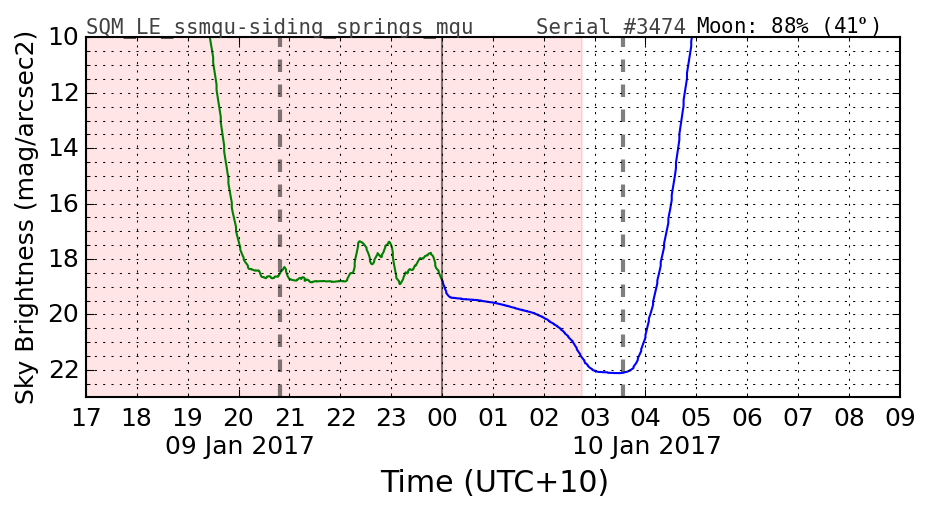 SQM_LE_ssmqu-siding_springs_mqu Serial #3474 Moon: 88% (41°)
Sky Brightness (mag/arcsec2)
10
12
14
16
18
20
22
17 18 19 20 21 22 23 00 01 02 03 04 05 06 07 08 09
09 Jan 2017 10 Jan 2017
Time (UTC+10)